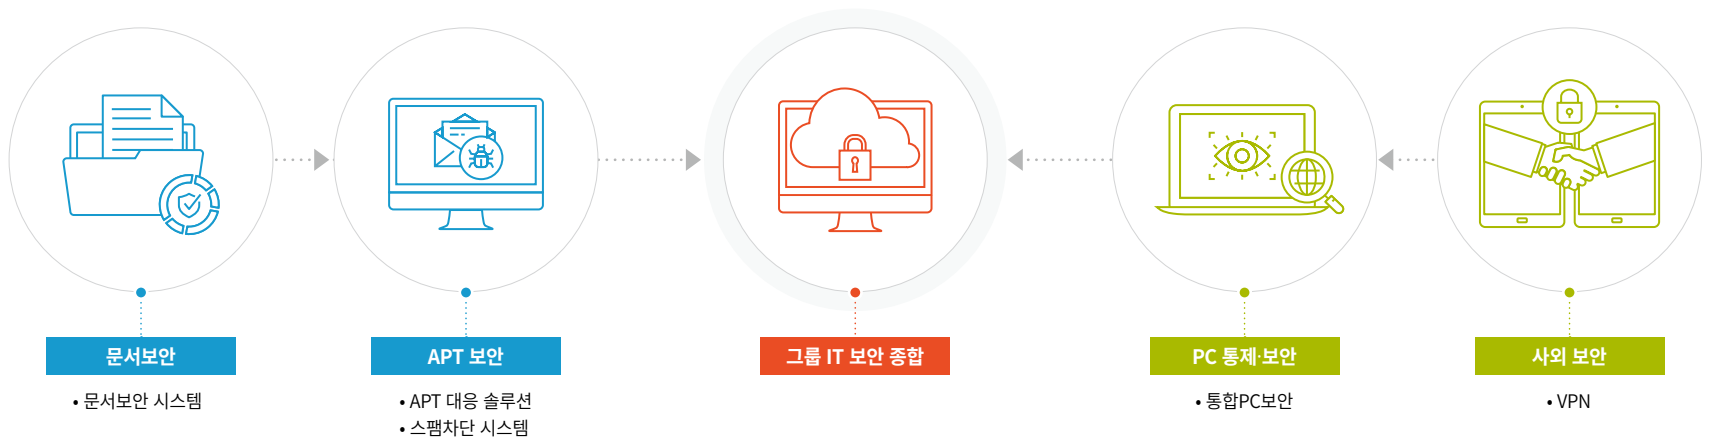 문서보안
• 문서보안 시스템
APT 보안
• APT 대응 솔루션
• 스팸차단 시스템
그룹 IT 보안 종합
PC 통제·보안
• 통합PC보안
사외 보안
• VPN